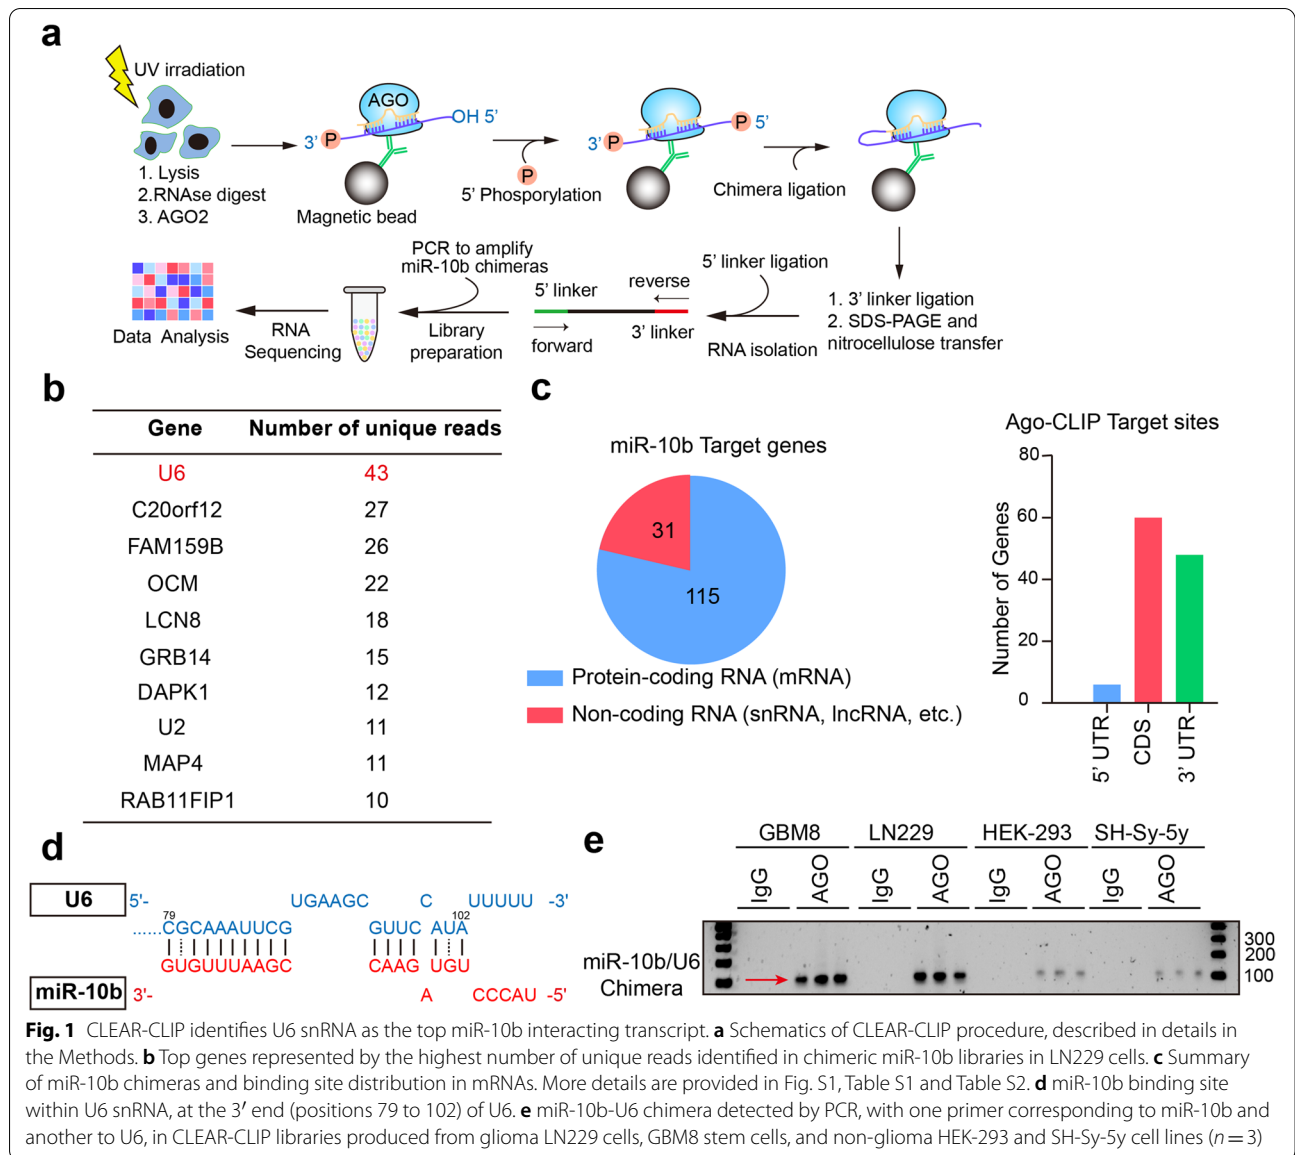 a
UV irradiation
1. Lysis
2.RNAse digest
3. AGO2
AGO
3’ P
OH 5’
Magnetic bead
P
5’ Phosporylation
3’ P
P 5’
Chimera ligation
1. 3’ linker ligation
2. SDS-PAGE and
nitrocellulose transfer
5’ linker ligation
RNA isolation
5’ linker
reverse
forward
3’ linker
PCR to amplify
miR-10b chimeras
Library
preparation
RNA
Sequencing
Data Analysis
b
Gene Number of unique reads
U6 43
C20orf12 27
FAM159B 26
OCM 22
LCN8 18
GRB14 15
DAPK1 12
U2 11
MAP4 11
RAB11FIP1 10
c
miR-10b Target genes
31
115
Protein-coding RNA (mRNA)
Non-coding RNA (snRNA, lncRNA, etc.)
Ago-CLIP Target sites
Number of Genes
80
60
40
20
0
5’ UTR
CDS
3’ UTR
d
U6 5’- UGAAGC C UUUUU -3’
79 102
......CGCAAAUUCG GUUC AUA
GUGUUUAAGC CAAG UGU
miR-10b 3’- A CCCAU -5’
e
GBM8 LN229 HEK-293 SH-Sy-5y
IgG AGO IgG AGO IgG AGO IgG AGO
miR-10b/U6
Chimera
300
200
100
Fig. 1 CLEAR-CLIP identifies U6 snRNA as the top miR-10b interacting transcript. a Schematics of CLEAR-CLIP procedure, described in details in
the Methods. b Top genes represented by the highest number of unique reads identified in chimeric miR-10b libraries in LN229 cells. c Summary
of miR-10b chimeras and binding site distribution in mRNAs. More details are provided in Fig. S1, Table S1 and Table S2. d miR-10b binding site
within U6 snRNA, at the 3′ end (positions 79 to 102) of U6. e miR-10b-U6 chimera detected by PCR, with one primer corresponding to miR-10b and
another to U6, in CLEAR-CLIP libraries produced from glioma LN229 cells, GBM8 stem cells, and non-glioma HEK-293 and SH-Sy-5y cell lines (n = 3)